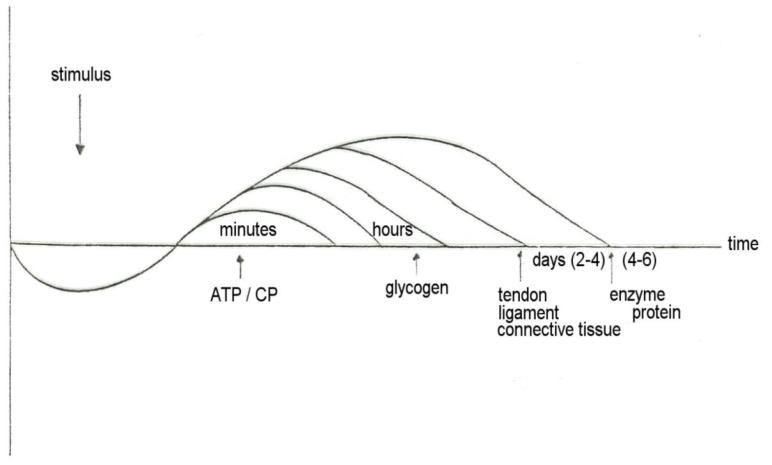 stimulus
minutes
hours
time
days (2-4)
(4-6)
ATP / CP
glycogen
tendon
ligament
connective tissue
enzyme
protein